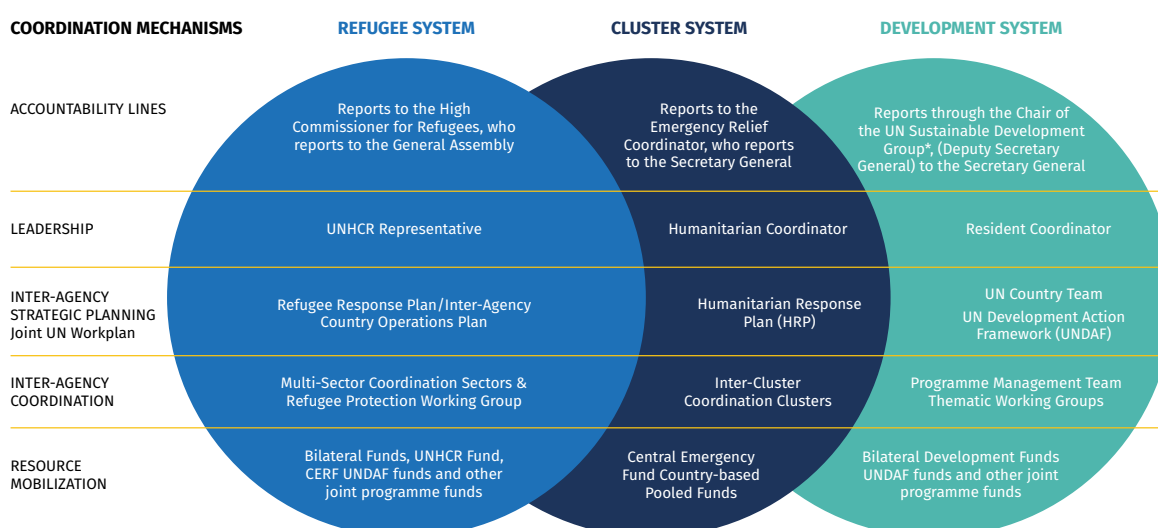 COORDINATION MECHANISMS
REFUGEE SYSTEM
CLUSTER SYSTEM
DEVELOPMENT SYSTEM
ACCOUNTABILITY LINES
Reports to the High
Commissioner for Refugees, who
reports to the General Assembly
Reports to the
Emergency Relief
Coordinator, who reports
to the Secretary General
Reports through the Chair of
the UN Sustainable Development
Group*, (Deputy Secretary
General) to the Secretary General
LEADERSHIP
UNHCR Representative
Humanitarian Coordinator
Resident Coordinator
INTER-AGENCY
STRATEGIC PLANNING
Joint UN Workplan
Refugee Response Plan/Inter-Agency
Country Operations Plan
Humanitarian Response
Plan (HRP)
UN Country Team
UN Development Action
Framework (UNDAF)
INTER-AGENCY
COORDINATION
Multi-Sector Coordination Sectors &
Refugee Protection Working Group
Inter-Cluster
Coordination Clusters
Programme Management Team
Thematic Working Groups
RESOURCE
MOBILIZATION
Bilateral Funds, UNHCR Fund,
CERF UNDAF funds and other
joint programme funds
Central Emergency
Fund Country-based
Pooled Funds
Bilateral Development Funds
UNDAF funds and other joint
programme funds